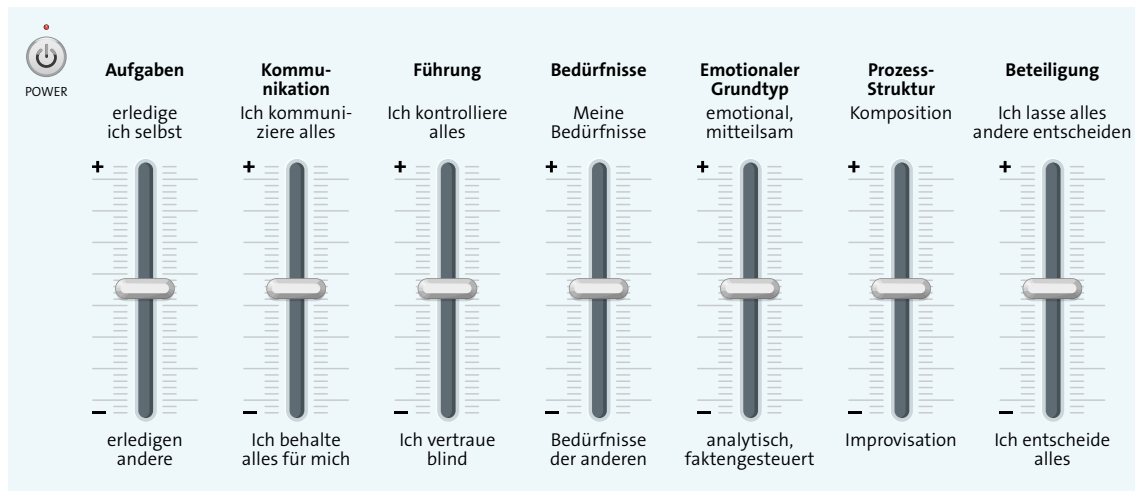 POWER
Aufgaben
erledige
ich selbst
+
–
erledigen
andere
Kommu-
nikation
Ich kommuni-
ziere alles
+
–
Ich behalte
alles für mich
Führung
Ich kontrolliere
alles
+
–
Ich vertraue
blind
Bedürfnisse
Meine
Bedürfnisse
+
–
Bedürfnisse
der anderen
Emotionaler
Grundtyp
emotional,
mitteilsam
+
–
analytisch,
faktengesteuert
Prozess-
Struktur
Komposition
+
–
Improvisation
Beteiligung
Ich lasse alles
andere entscheiden
+
–
Ich entscheide
alles